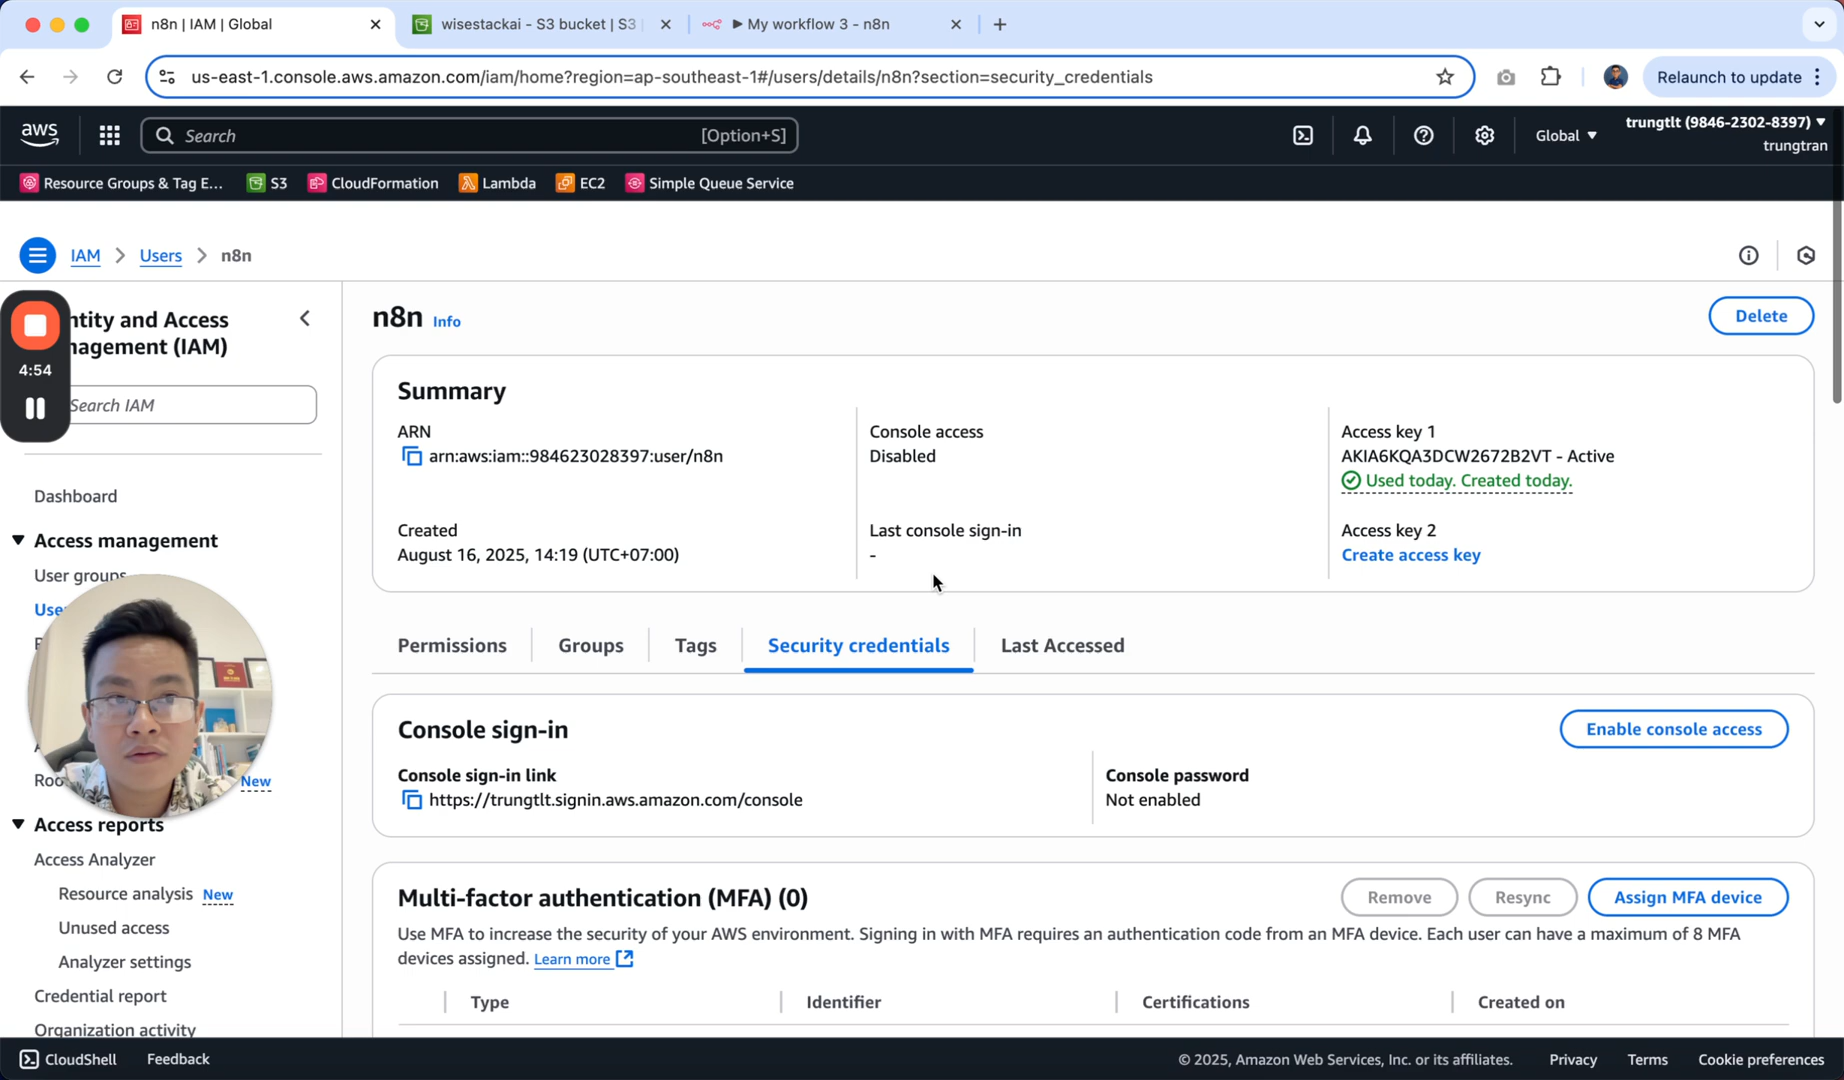 n8n | IAM | Global
wisestackai - S3 bucket | S3
My workflow 3 - n8n
us-east-1.console.aws.amazon.com/iam/home?region=ap-southeast-1#/users/details/n8n?section=security_credentials
Relaunch to update
aws
Search
[Option+S]
Global
trungtlt (9846-2302-8397)
trungtran
Resource Groups & Tag E...
S3
CloudFormation
Lambda
EC2
Simple Queue Service
IAM
Users
n8n
4:54
ntity and Access
nagement (IAM)
Search IAM
Dashboard
Access management
User groups
Use
Roo
New
Access reports
Access Analyzer
Resource analysis New
Unused access
Analyzer settings
Credential report
Organization activity
n8n Info
Delete
Summary
ARN
arn:aws:iam::984623028397:user/n8n
Created
August 16, 2025, 14:19 (UTC+07:00)
Console access
Disabled
Last console sign-in
-
Access key 1
AKIA6KQA3DCW2672B2VT - Active
Used today. Created today.
Access key 2
Create access key
Permissions
Groups
Tags
Security credentials
Last Accessed
Console sign-in
Enable console access
Console sign-in link
https://trungtlt.signin.aws.amazon.com/console
Console password
Not enabled
Multi-factor authentication (MFA) (0)
Remove
Resync
Assign MFA device
Use MFA to increase the security of your AWS environment. Signing in with MFA requires an authentication code from an MFA device. Each user can have a maximum of 8 MFA
devices assigned. Learn more
Type
Identifier
Certifications
Created on
CloudShell
Feedback
© 2025, Amazon Web Services, Inc. or its affiliates.
Privacy
Terms
Cookie preferences